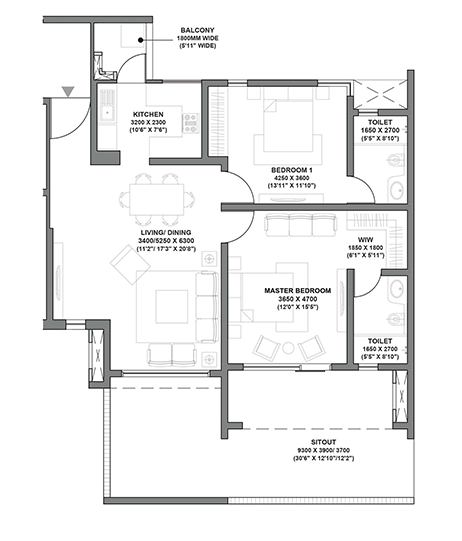 BALCONY
1800MM WIDE
(5'11" WIDE)
KITCHEN
3200 X 2300
(10'6" X 7'6")
TOILET
1650 X 2700
(5'5" X 8'10")
BEDROOM 1
4250 X 3600
(13'11" X 11'10")
LIVING/ DINING
3400/5250 X 6300
(11'2"/ 17'3" X 20'8")
WIW
1850 X 1800
(6'1" X 5'11")
MASTER BEDROOM
3650 X 4700
(12'0" X 15'5")
TOILET
1650 X 2700
(5'5" X 8'10")
SITOUT
9300 X 3900/ 3700
(30'6" X 12'10"/12'2")